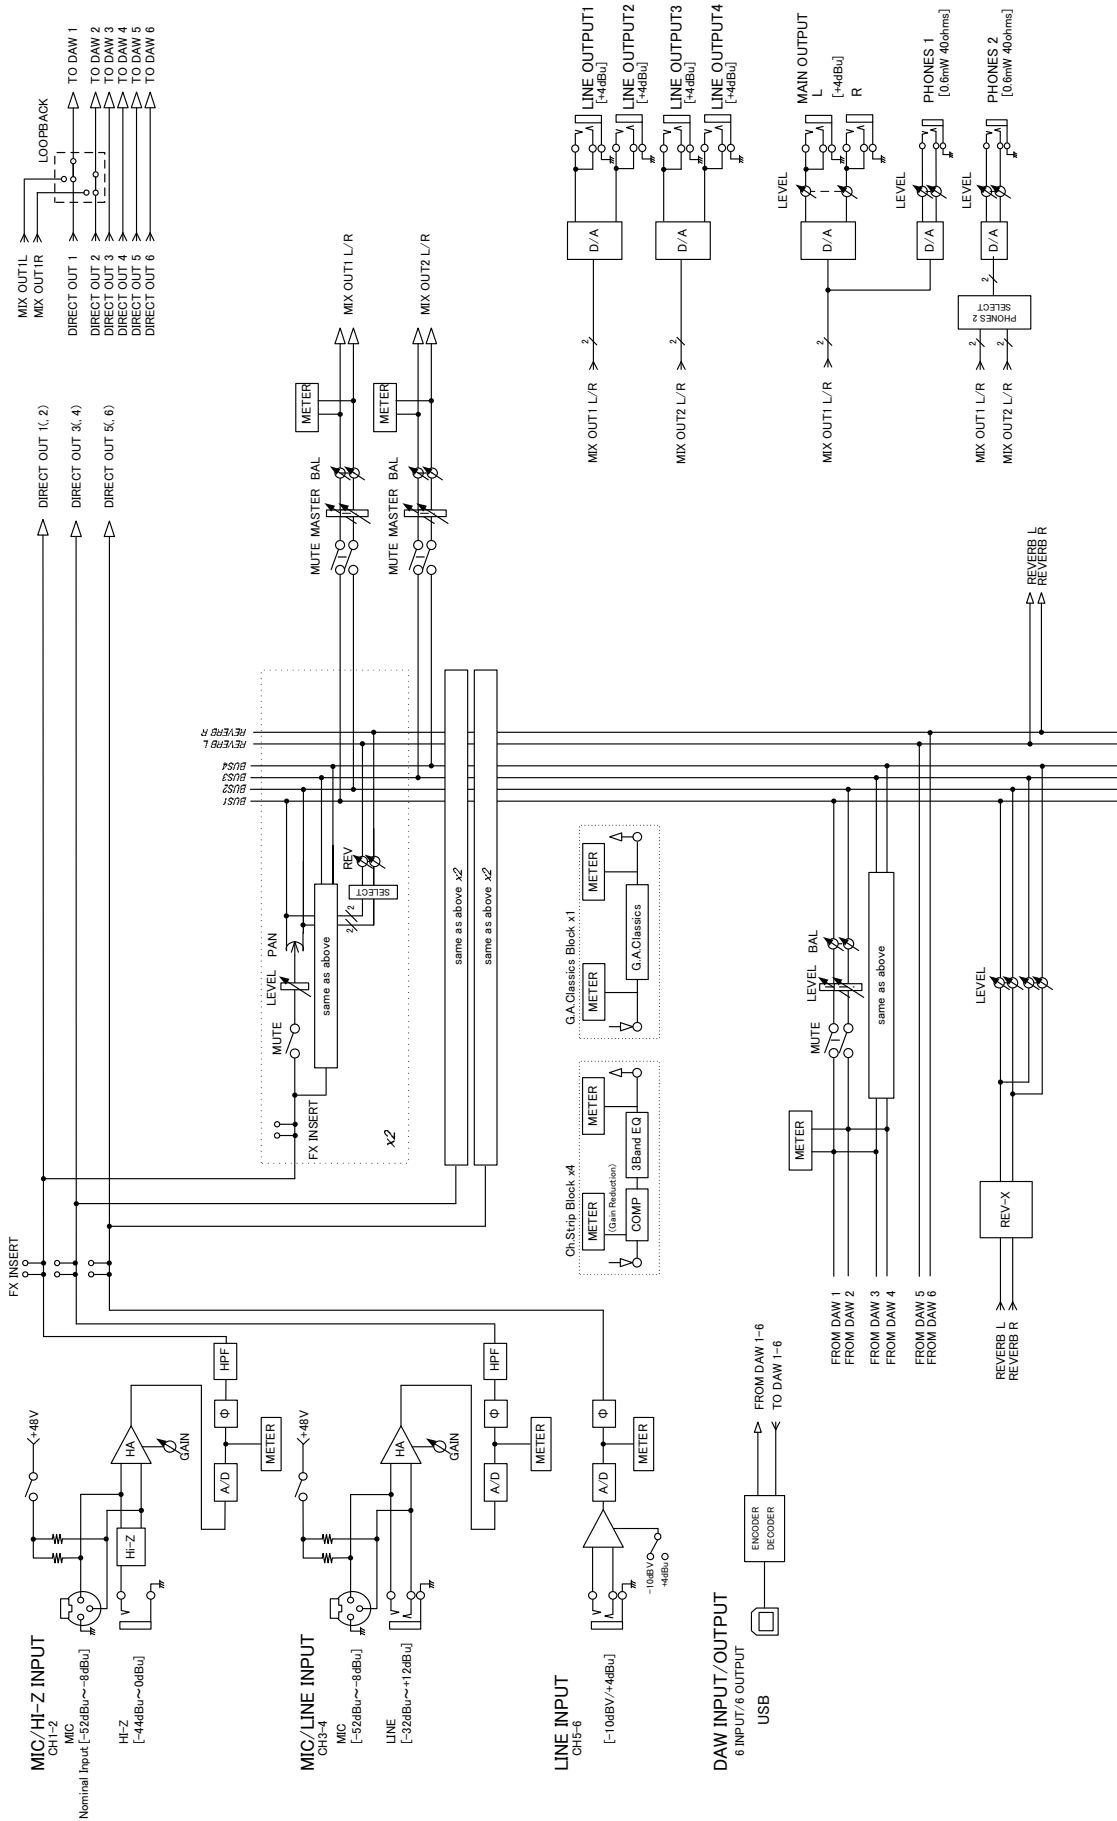 MIC/HI-Z INPUT
CH1-2
MIC
Nominal Input [-52dBu～-8dBu]
HI-Z
[-44dBu～0dBu]
+48V
Hi-Z
HA
GAIN
A/D
METER
Φ
HPF
MIC/LINE INPUT
CH3-4
MIC
[-52dBu～-8dBu]
LINE
[-32dBu～+12dBu]
+48V
HA
GAIN
A/D
METER
Φ
HPF
LINE INPUT
CH5-6
[-10dBV/+4dBu]
-10dBV
+4dBu
A/D
METER
Φ
DAW INPUT/OUTPUT
6 INPUT/6 OUTPUT
USB
ENCODER
DECODER
FROM DAW 1-6
TO DAW 1-6
FX INSERT
DIRECT OUT 1(, 2)
DIRECT OUT 3(, 4)
DIRECT OUT 5(, 6)
FX INSERT
x2
MUTE
LEVEL
PAN
same as above
2
2
SELECT
REV
same as above x2
same as above x2
BUS1
BUS2
BUS3
BUS4
REVERB L
REVERB R
MUTE MASTER BAL
METER
MIX OUT1 L/R
MUTE MASTER BAL
METER
MIX OUT2 L/R
Ch.Strip Block x4
METER
(Gain Reduction)
COMP
3Band EQ
METER
G.A.Classics Block x1
METER
G.A.Classics
METER
FROM DAW 1
FROM DAW 2
FROM DAW 3
FROM DAW 4
FROM DAW 5
FROM DAW 6
METER
MUTE
LEVEL
BAL
same as above
REVERB L
REVERB R
REV-X
LEVEL
REVERB L
REVERB R
MIX OUT1L
MIX OUT1R
LOOPBACK
DIRECT OUT 1
DIRECT OUT 2
DIRECT OUT 3
DIRECT OUT 4
DIRECT OUT 5
DIRECT OUT 6
TO DAW 1
TO DAW 2
TO DAW 3
TO DAW 4
TO DAW 5
TO DAW 6
MIX OUT1 L/R
2
D/A
LINE OUTPUT1
[+4dBu]
LINE OUTPUT2
[+4dBu]
MIX OUT2 L/R
2
D/A
LINE OUTPUT3
[+4dBu]
LINE OUTPUT4
[+4dBu]
MIX OUT1 L/R
2
D/A
LEVEL
MAIN OUTPUT
L
[+4dBu]
R
D/A
LEVEL
PHONES 1
[0.6mW 40ohms]
MIX OUT1 L/R
MIX OUT2 L/R
2
2
PHONES 2
SELECT
2
D/A
LEVEL
PHONES 2
[0.6mW 40ohms]